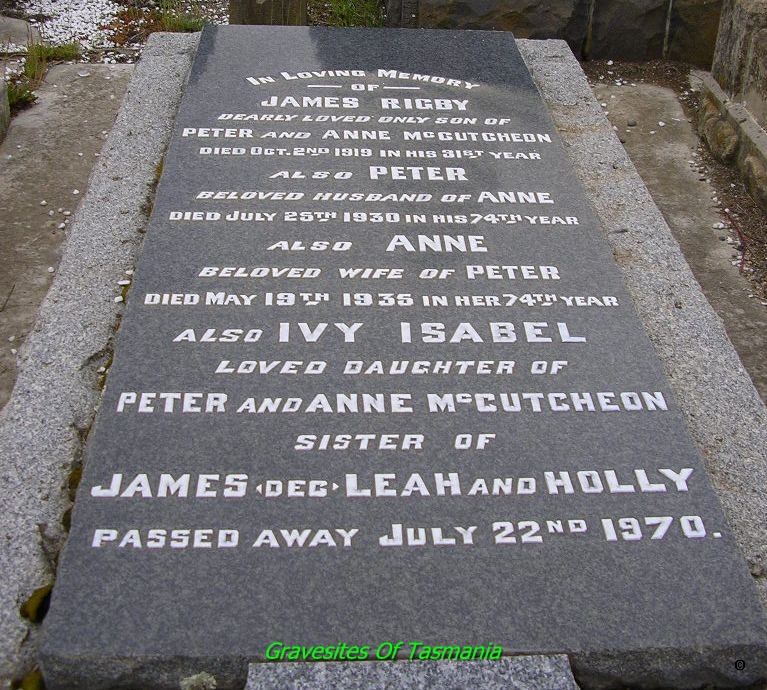 IN LOVING MEMORY
OF
JAMES RIGBY
DEARLY LOVED ONLY SON OF
PETER AND ANNE McCUTCHEON
DIED OCT. 2ND 1919 IN HIS 31ST YEAR
ALSO PETER
BELOVED HUSBAND OF ANNE
DIED JULY 25TH 1930 IN HIS 74TH YEAR
ALSO ANNE
BELOVED WIFE OF PETER
DIED MAY 19TH 1935 IN HER 74TH YEAR
ALSO IVY ISABEL
LOVED DAUGHTER OF
PETER AND ANNE McCUTCHEON
SISTER OF
JAMES (DEC) LEAH AND HOLLY
PASSED AWAY JULY 22ND 1970.
Gravesites Of Tasmania
©